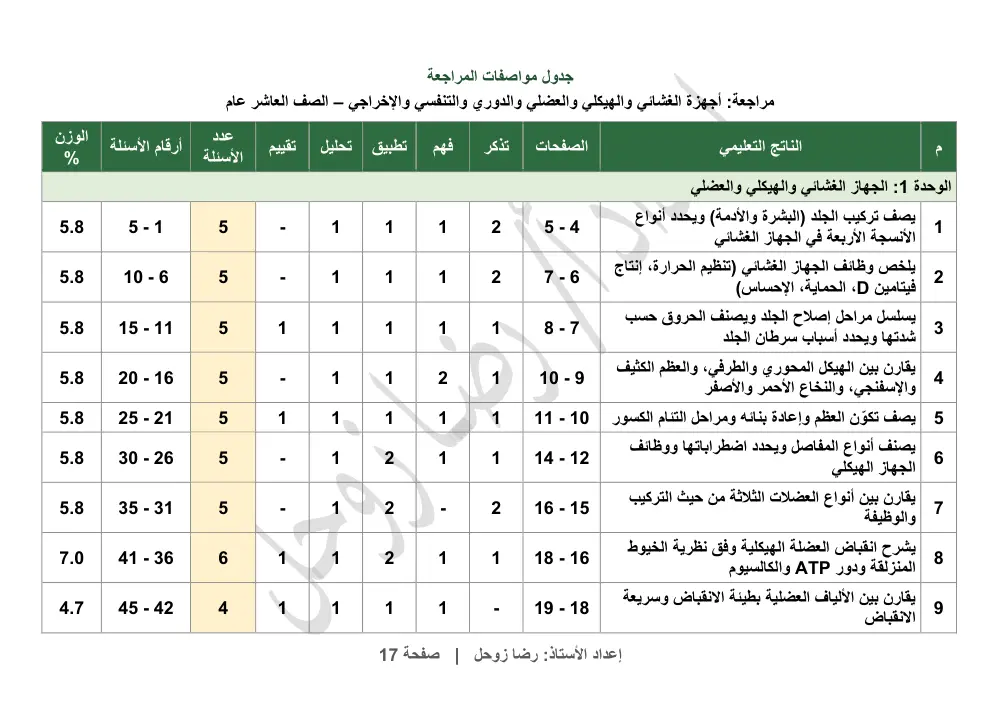 جدول مواصفات المراجعة
مراجعة: أجهزة الغشائي والهيكلي والعضلي والدوري والتنفسي والإخراجي – الصف العاشر عام
م الناتج التعليمي الصفحات تذكر فهم تطبيق تحليل تقييم عدد الأسئلة أرقام الأسئلة الوزن %
الوحدة 1: الجهاز الغشائي والهيكلي والعضلي
1 يصف تركيب الجلد (البشرة والأدمة) ويحدد أنواع
الأنسجة الأربعة في الجهاز الغشائي 4 - 5 2 1 1 1 - 5 1 - 5 5.8
2 يلخص وظائف الجهاز الغشائي (تنظيم الحرارة، إنتاج
فيتامين D، الحماية، الإحساس) 6 - 7 2 1 1 1 - 5 6 - 10 5.8
3 يسلسل مراحل إصلاح الجلد ويصنف الحروق حسب
شدتها ويحدد أسباب سرطان الجلد 7 - 8 1 1 1 1 1 5 11 - 15 5.8
4 يقارن بين الهيكل المحوري والطرفي، والعظم الكثيف
والإسفنجي، والنخاع الأحمر والأصفر 9 - 10 1 2 1 1 - 5 16 - 20 5.8
5 يصف تكوّن العظم وإعادة بنائه ومراحل التئام الكسور 10 - 11 1 1 1 1 1 5 21 - 25 5.8
6 يصنف أنواع المفاصل ويحدد اضطراباتها ووظائف
الجهاز الهيكلي 12 - 14 1 1 2 1 - 5 26 - 30 5.8
7 يقارن بين أنواع العضلات الثلاثة من حيث التركيب
والوظيفة 15 - 16 2 - 2 1 - 5 31 - 35 5.8
8 يشرح انقباض العضلة الهيكلية وفق نظرية الخيوط
المنزلقة ودور ATP والكالسيوم 16 - 18 1 1 2 1 1 6 36 - 41 7.0
9 يقارن بين الألياف العضلية بطيئة الانقباض وسريعة
الانقباض 18 - 19 - 1 1 1 1 4 42 - 45 4.7
إعداد الأستاذ: رضا زوحل | صفحة 17
إعداد/ رضا زوحل